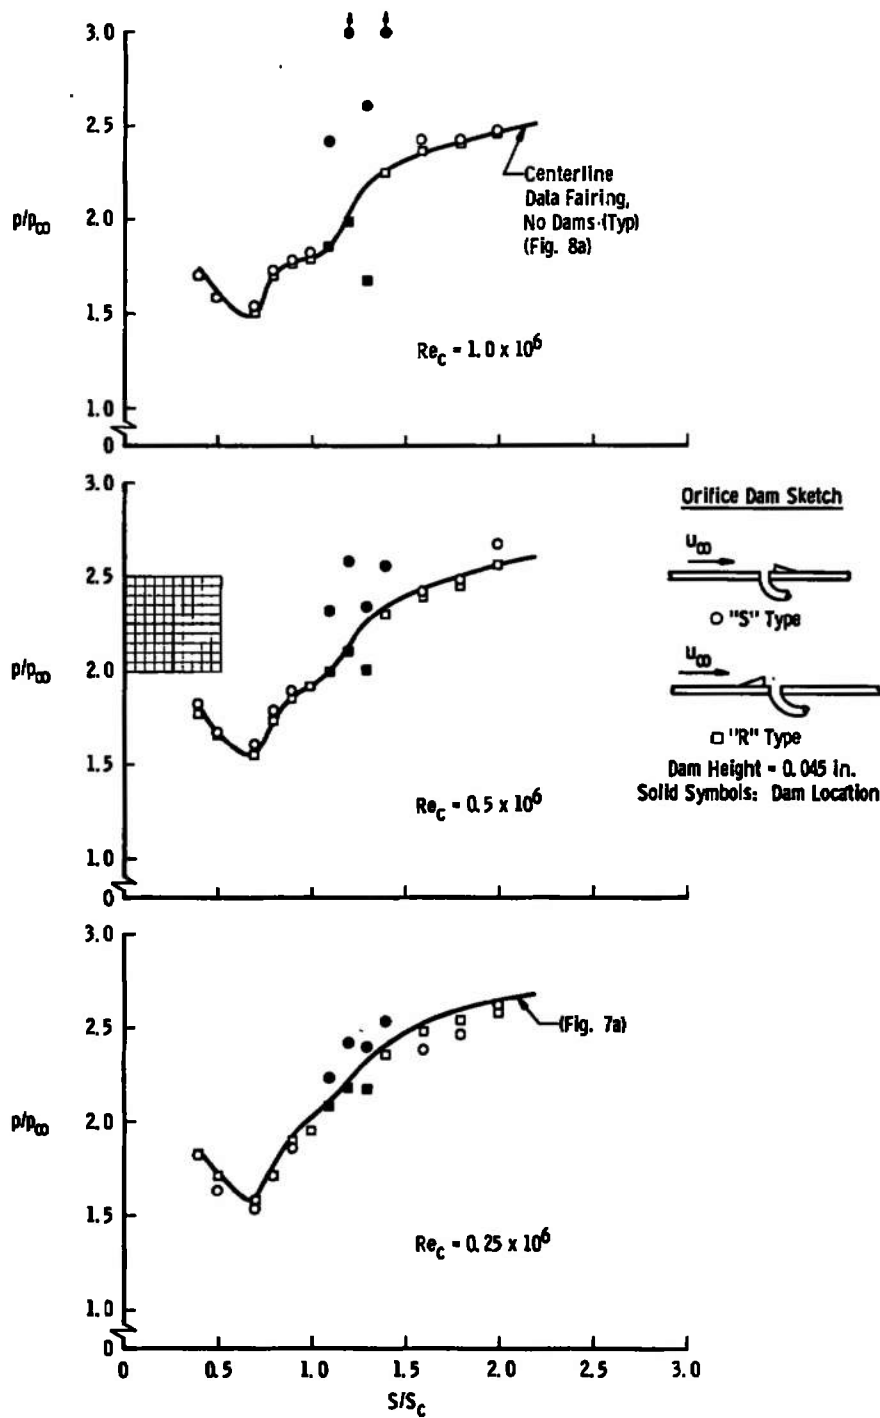 3.0
2.5
p/p∞
2.0
1.5
1.0
0
Centerline
Data Fairing,
No Dams (Typ)
(Fig. 8a)
Re_c = 1.0 x 10^6
3.0
2.5
p/p∞
2.0
1.5
1.0
0
Re_c = 0.5 x 10^6
Orifice Dam Sketch
u∞
○ "S" Type
u∞
□ "R" Type
Dam Height = 0.045 in.
Solid Symbols: Dam Location
3.0
2.5
p/p∞
2.0
1.5
1.0
0
(Fig. 7a)
Re_c = 0.25 x 10^6
0 0.5 1.0 1.5 2.0 2.5 3.0
S/S_c